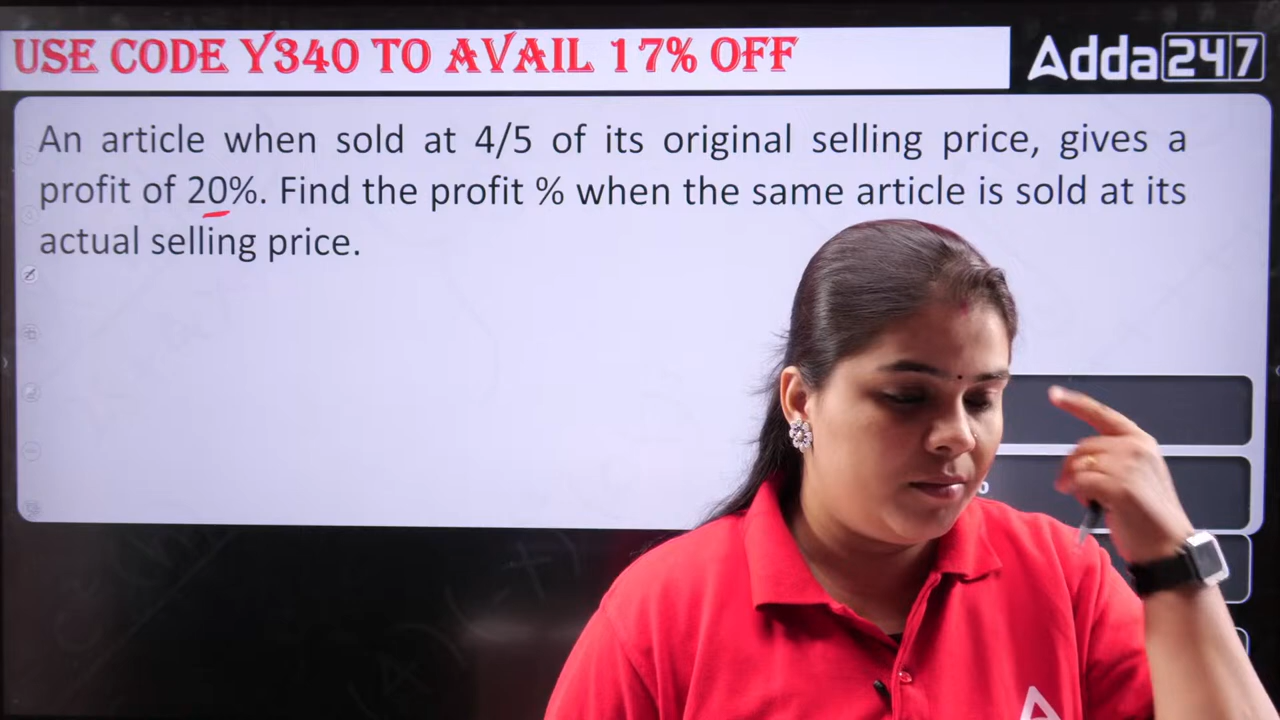 USE CODE Y340 TO AVAIL 17% OFF
Adda247
An article when sold at 4/5 of its original selling price, gives a
profit of 20%. Find the profit % when the same article is sold at its
actual selling price.